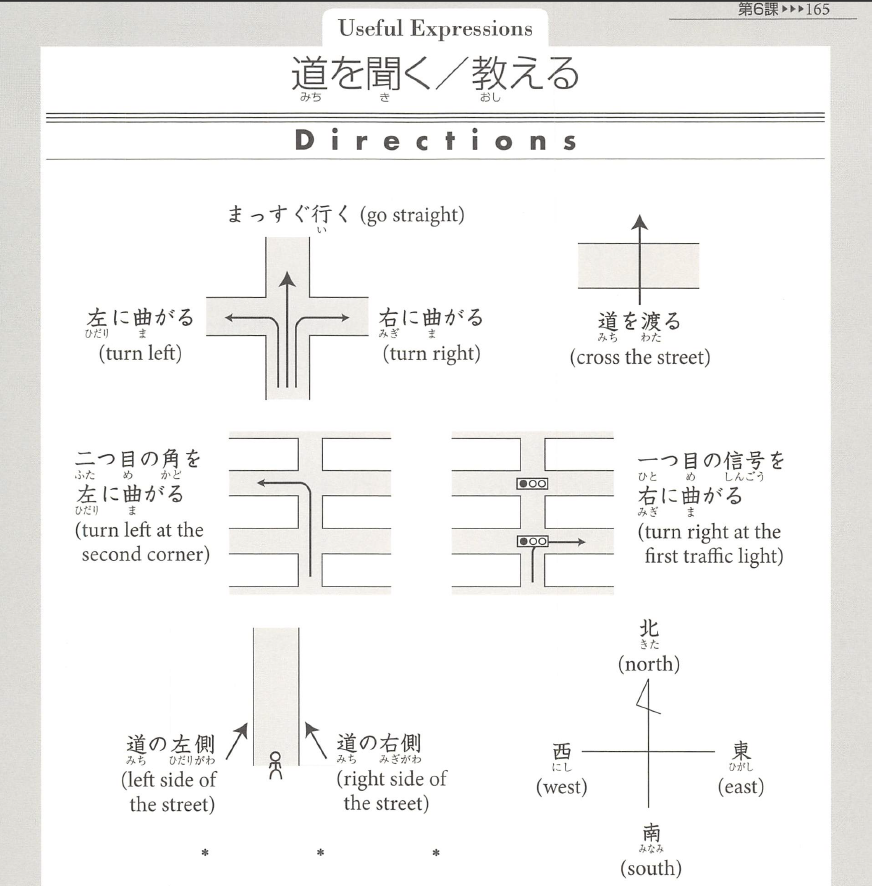 第6課▶▶▶165
Useful Expressions
道を聞く／教える
みち き おし
Directions
まっすぐ行く (go straight)
い
左に曲がる
ひだり ま
(turn left)
右に曲がる
みぎ ま
(turn right)
道を渡る
みち わた
(cross the street)
二つ目の角を
ふた め かど
左に曲がる
ひだり ま
(turn left at the
second corner)
一つ目の信号を
ひと め しんごう
右に曲がる
みぎ ま
(turn right at the
first traffic light)
道の左側
みち ひだりがわ
(left side of
the street)
道の右側
みち みぎがわ
(right side of
the street)
北
きた
(north)
西
にし
(west)
東
ひがし
(east)
南
みなみ
(south)
* * *